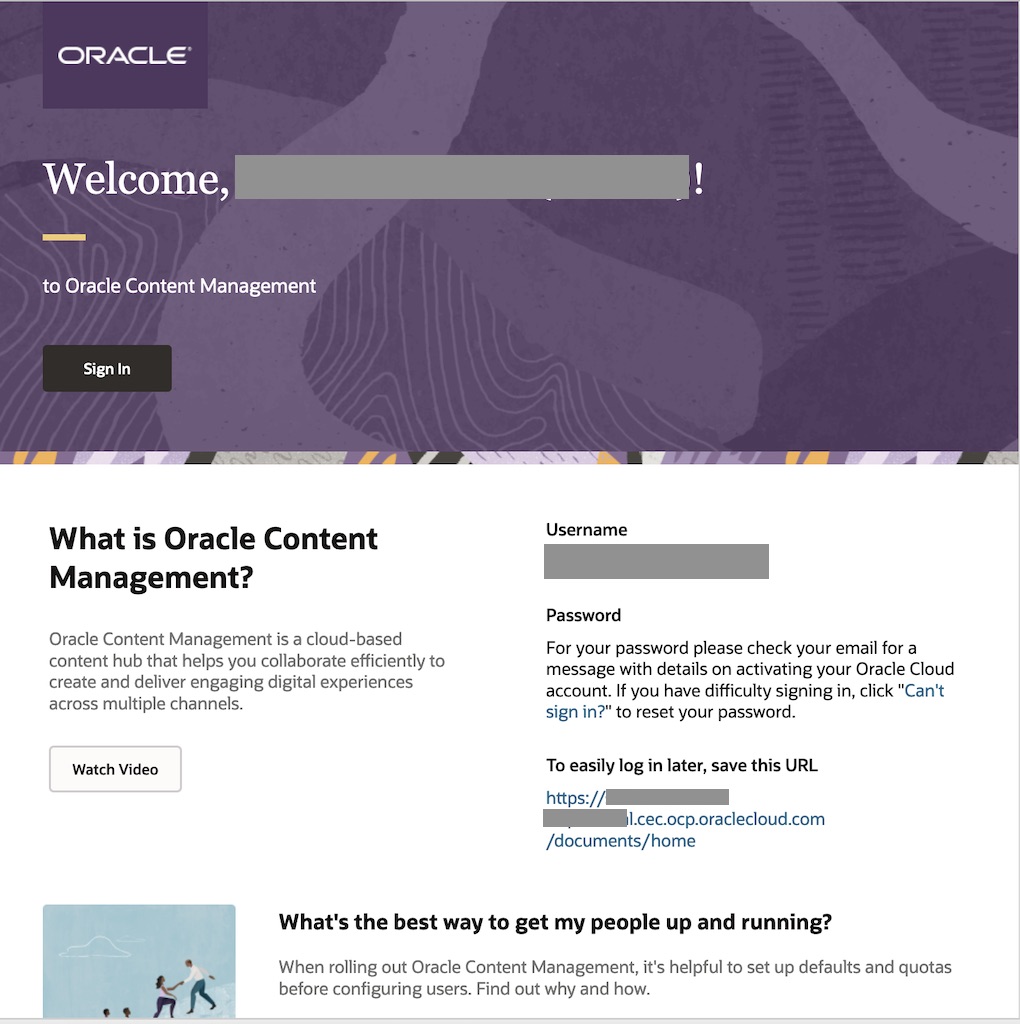 ORACLE
Welcome, !
to Oracle Content Management
Sign In
What is Oracle Content
Management?
Oracle Content Management is a cloud-based
content hub that helps you collaborate efficiently to
create and deliver engaging digital experiences
across multiple channels.
Watch Video
Username
Password
For your password please check your email for a
message with details on activating your Oracle Cloud
account. If you have difficulty signing in, click "Can't
sign in?" to reset your password.
To easily log in later, save this URL
https://
l.cec.ocp.oraclecloud.com
/documents/home
What's the best way to get my people up and running?
When rolling out Oracle Content Management, it's helpful to set up defaults and quotas
before configuring users. Find out why and how.